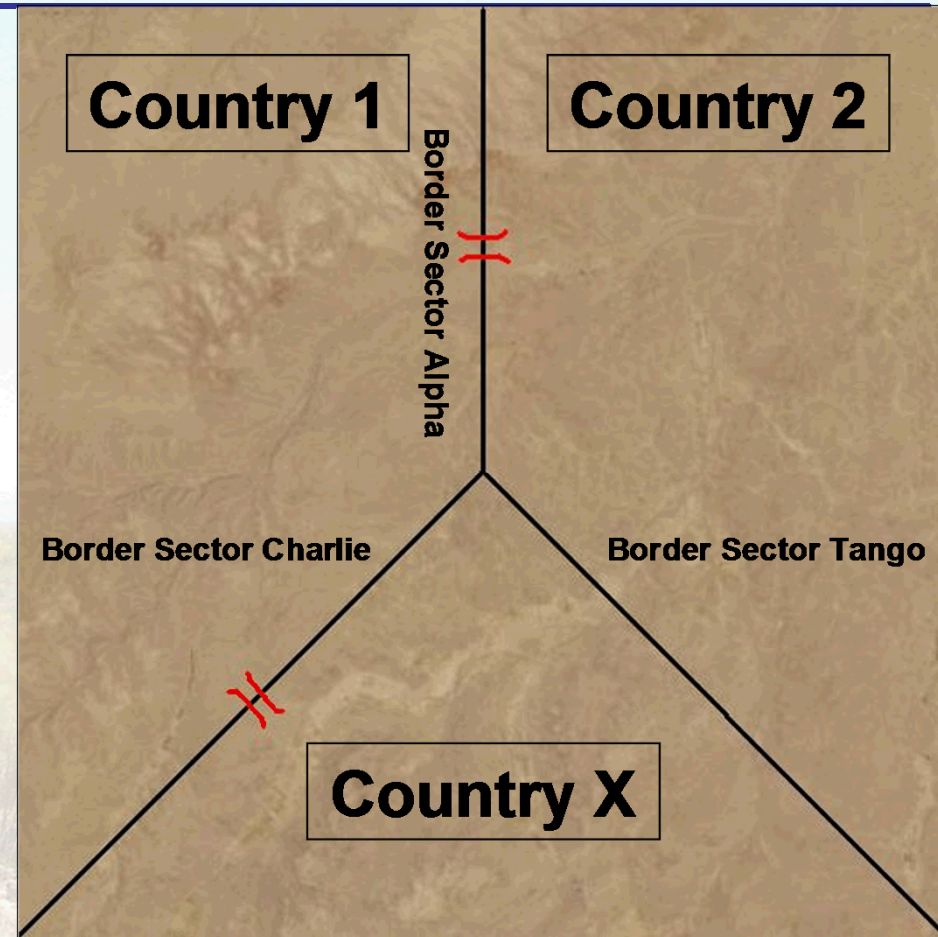 Country 1
Country 2
Border Sector Alpha
Border Sector Charlie
Border Sector Tango
Country X